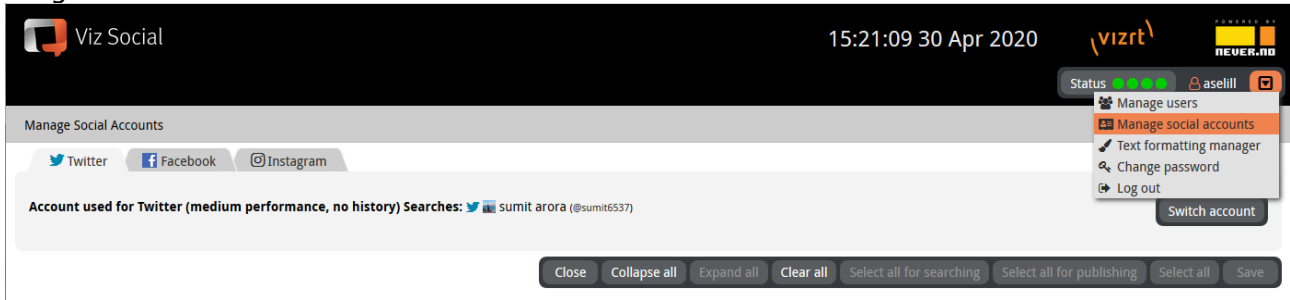 Viz Social
15:21:09 30 Apr 2020
vizrt
POWERED BY
never.no
Status
aselill
Manage users
Manage social accounts
Text formatting manager
Change password
Log out
Manage Social Accounts
Twitter
Facebook
Instagram
Account used for Twitter (medium performance, no history) Searches: sumit arora (@sumit6537)
Switch account
Close
Collapse all
Expand all
Clear all
Select all for searching
Select all for publishing
Select all
Save